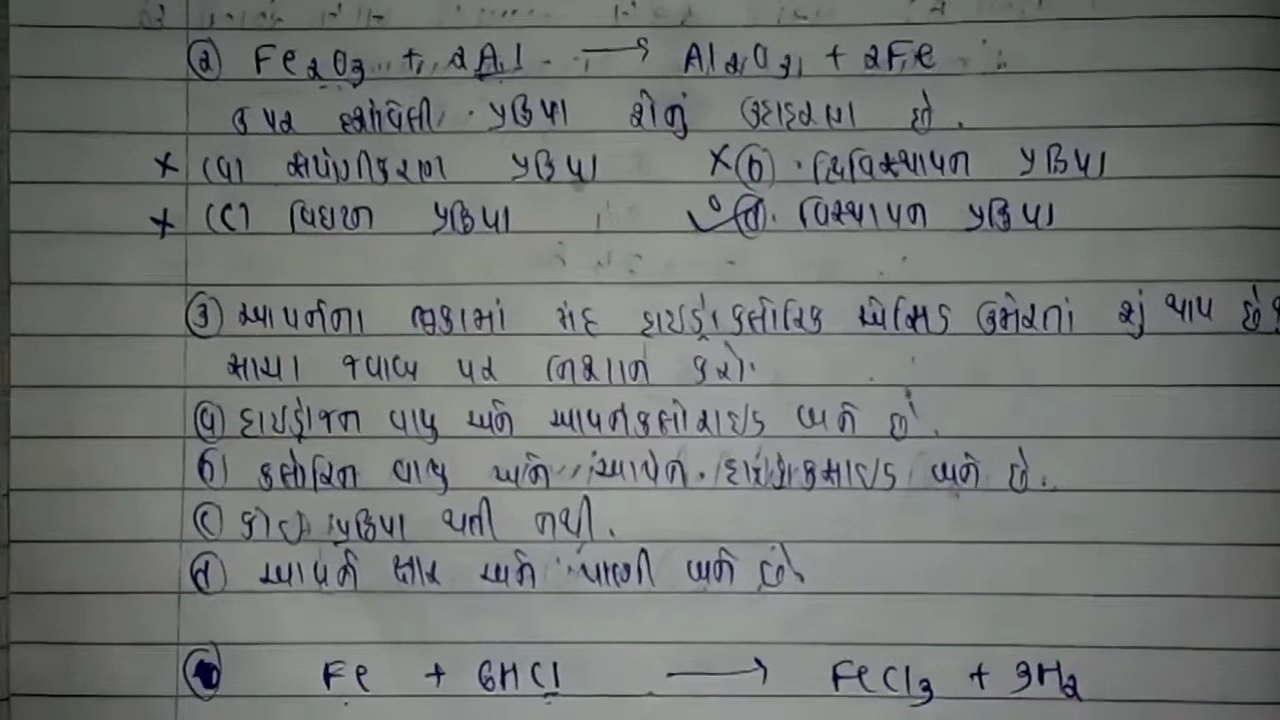 ② Fe2O3 + 2Al → Al2O3 + 2Fe
ઉપર દર્શાવેલી પ્રક્રિયા શેનું ઉદાહરણ છે.
× (a) સંયોગીકરણ પ્રક્રિયા × (b) દ્વિવિસ્થાપન પ્રક્રિયા
× (c) વિઘટન પ્રક્રિયા ✓ (d) વિસ્થાપન પ્રક્રિયા
③ આયર્નના ભૂકામાં મંદ હાઇડ્રોક્લોરિક એસિડ ઉમેરતાં શું થાય છે?
સાચા જવાબ પર નિશાન કરો.
(a) હાઇડ્રોજન વાયુ અને આયર્ન ક્લોરાઇડ બને છે.
(b) ક્લોરિન વાયુ અને આયર્ન હાઇડ્રોક્સાઇડ બને છે.
(c) કોઇ પ્રક્રિયા થતી નથી.
(d) આયર્ન ક્ષાર અને પાણી બને છે.
Fe + 6HCl → FeCl3 + 3H2